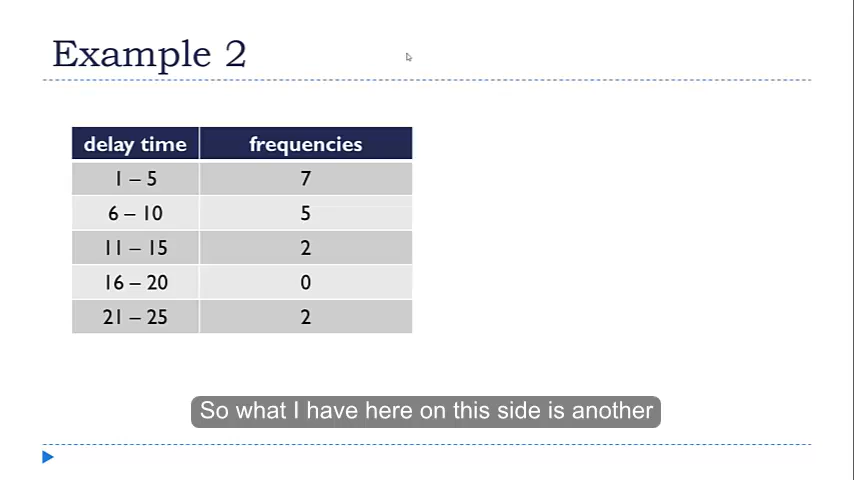 Example 2
delay time frequencies
1 – 5 7
6 – 10 5
11 – 15 2
16 – 20 0
21 – 25 2
So what I have here on this side is another